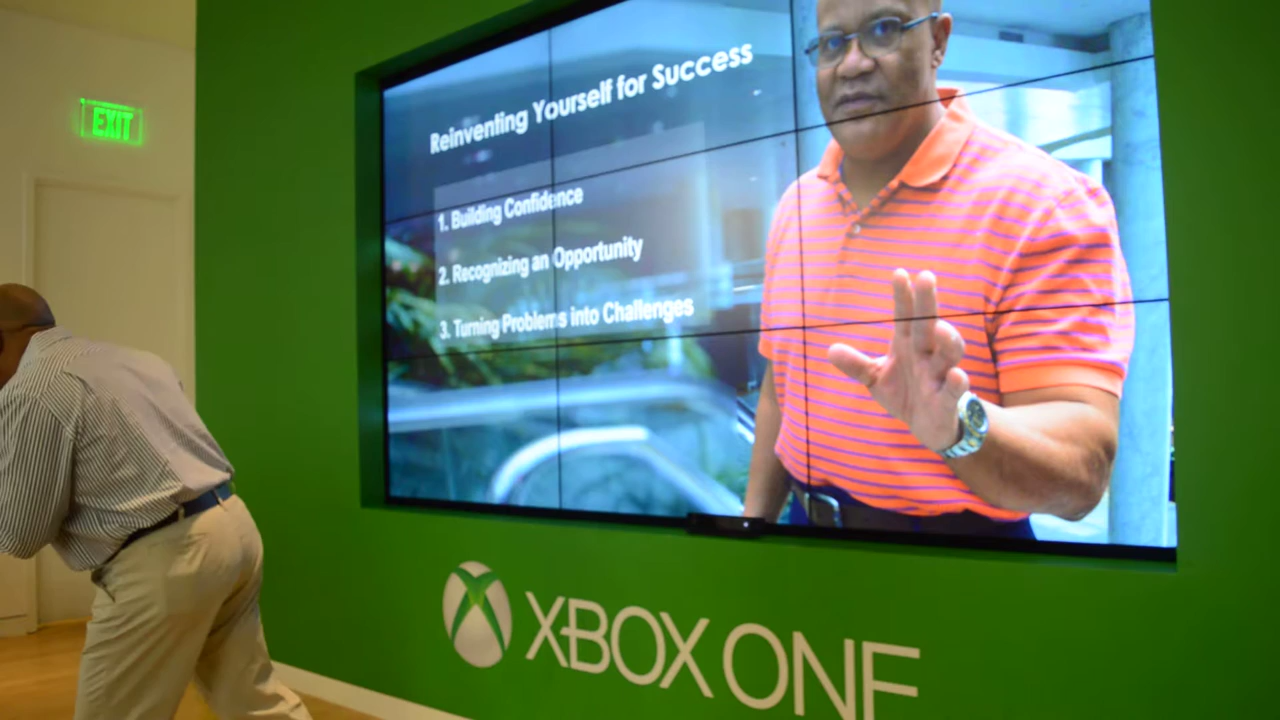 EXIT
Reinventing Yourself for Success
1. Building Confidence
2. Recognizing an Opportunity
3. Turning Problems into Challenges
XBOX ONE